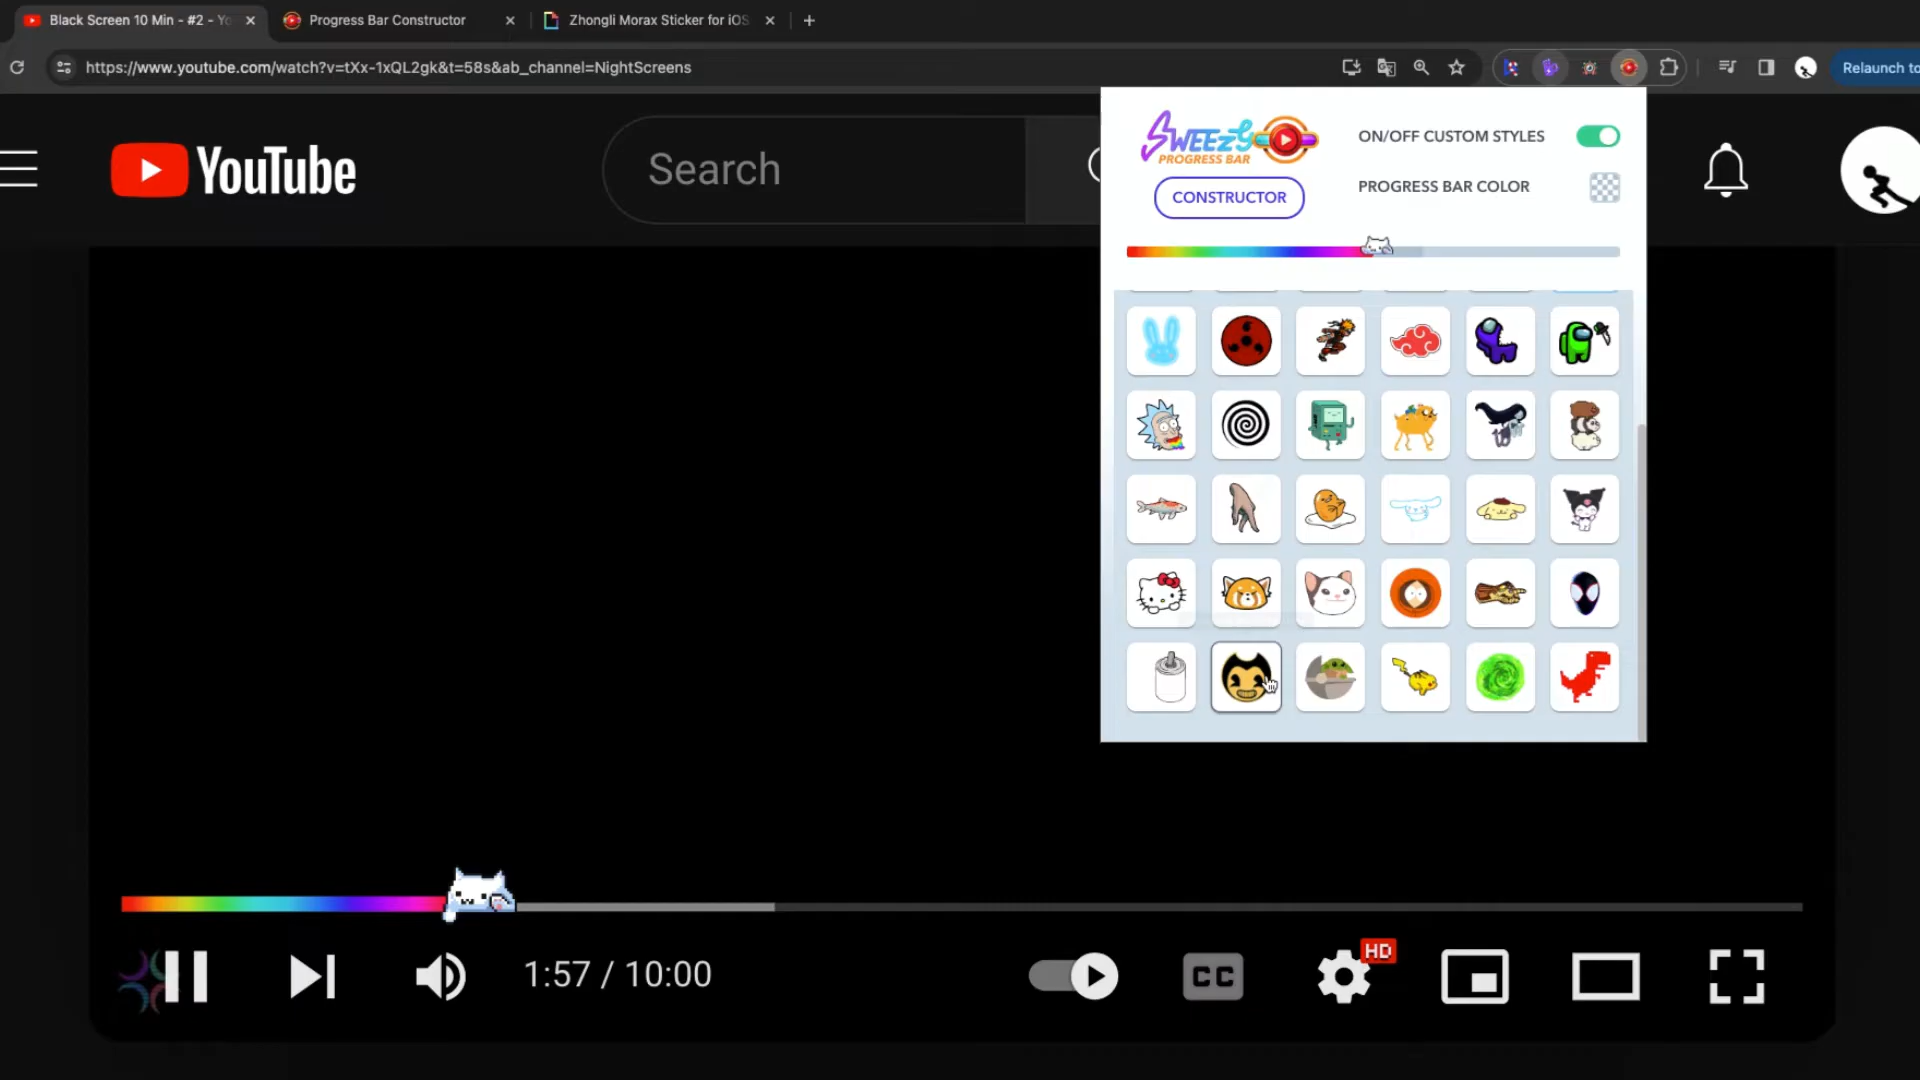 Black Screen 10 Min - #2 - Yo
Progress Bar Constructor
Zhongli Morax Sticker for iOS
https://www.youtube.com/watch?v=tXx-1xQL2gk&t=58s&ab_channel=NightScreens
Relaunch to
YouTube
Search
SWEEZY
PROGRESS BAR
ON/OFF CUSTOM STYLES
CONSTRUCTOR
PROGRESS BAR COLOR
1:57 / 10:00
CC
HD